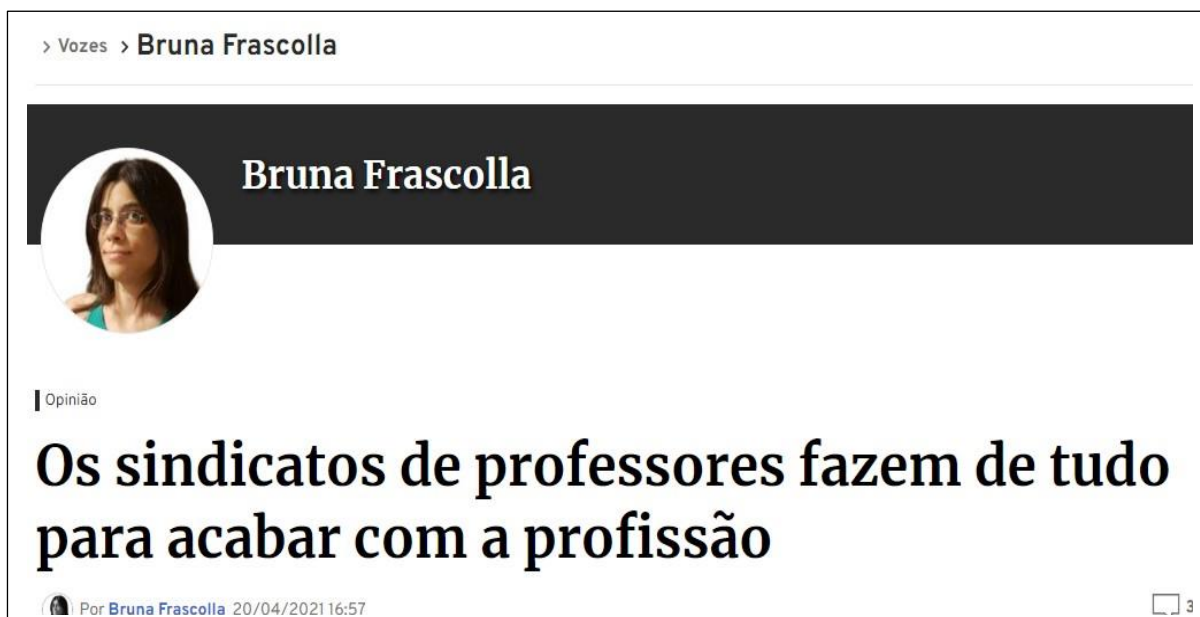 > Vozes > Bruna Frascolla
Bruna Frascolla
Opinião
Os sindicatos de professores fazem de tudo
para acabar com a profissão
Por Bruna Frascolla 20/04/2021 16:57